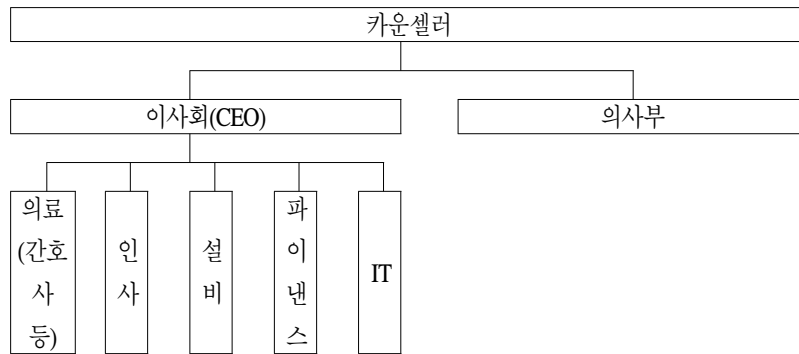 카운셀러
이사회(CEO)
의사부
의료
(간호
사
등)
인
사
설
비
파
이
낸
스
IT